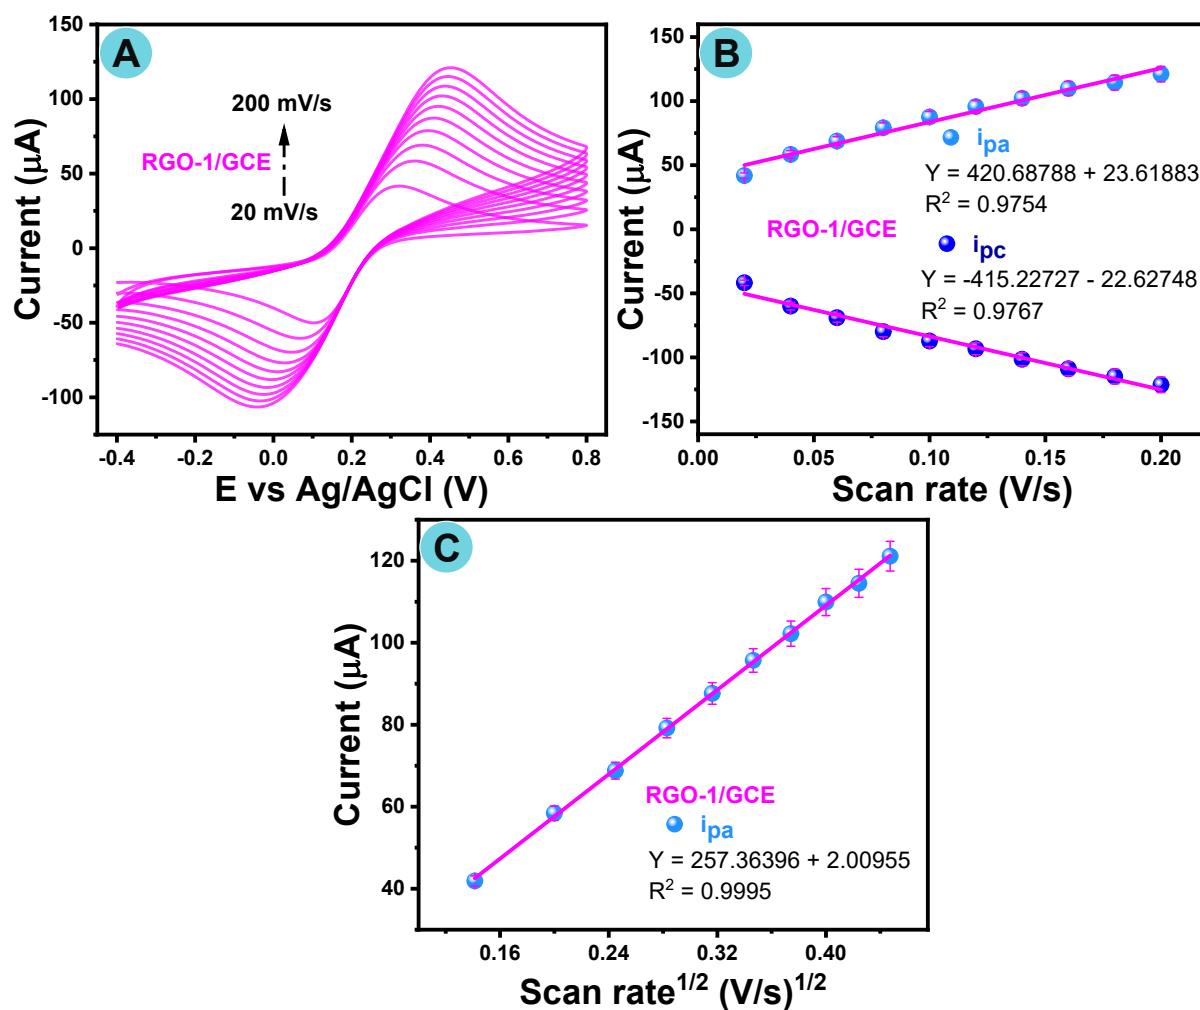 A
150
100
50
0
-50
-100
Current (μA)
200 mV/s
RGO-1/GCE
20 mV/s
-0.4 -0.2 0.0 0.2 0.4 0.6 0.8
E vs Ag/AgCl (V)
B
150
100
50
0
-50
-100
-150
Current (μA)
ipa
Y = 420.68788 + 23.61883
R² = 0.9754
RGO-1/GCE
ipc
Y = -415.22727 - 22.62748
R² = 0.9767
0.00 0.05 0.10 0.15 0.20
Scan rate (V/s)
C
120
100
80
60
40
Current (μA)
RGO-1/GCE
ipa
Y = 257.36396 + 2.00955
R² = 0.9995
0.16 0.24 0.32 0.40
Scan rate^1/2 (V/s)^1/2